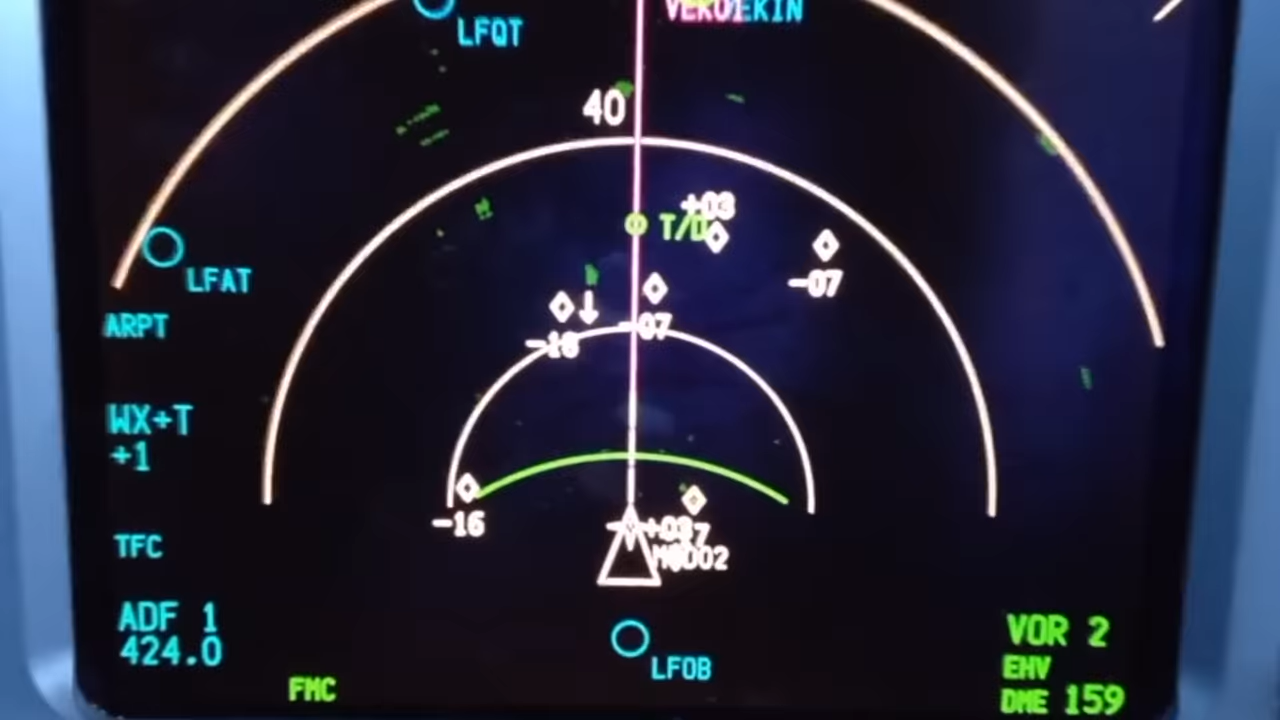 LFQT
40
+03
T/D
LFAT
-07
ARPT
-07
-18
WX+T
+1
-16
TFC
LFOB
ADF 1
424.0
FMC
VOR 2
EHV
DME 159